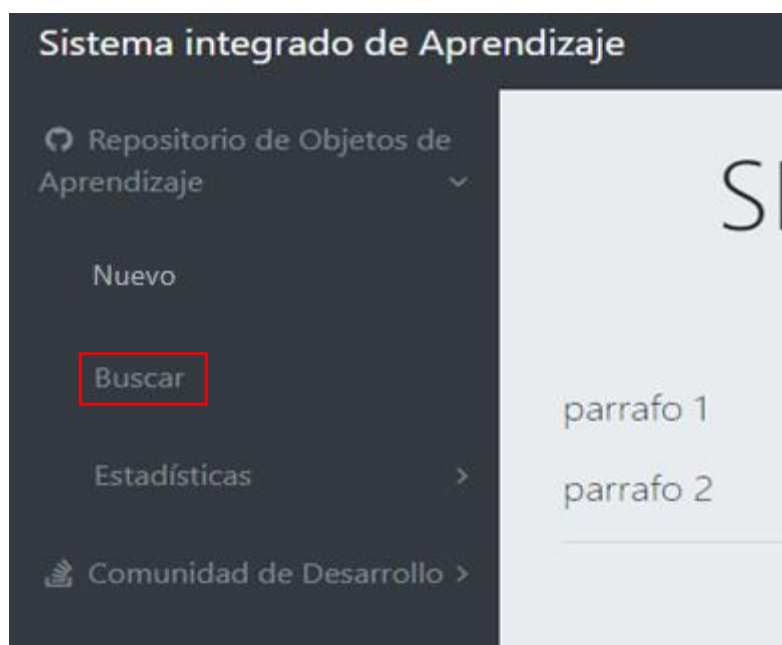 Sistema integrado de Aprendizaje
Repositorio de Objetos de
Aprendizaje
Nuevo
Buscar
Estadísticas
Comunidad de Desarrollo
parrafo 1
parrafo 2